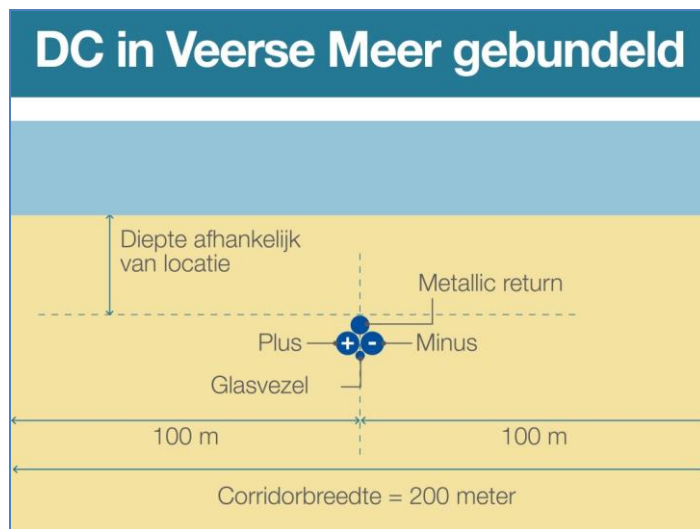 DC in Veerse Meer gebundeld
Diepte afhankelijk
van locatie
Metallic return
Plus
+
-
Minus
Glasvezel
100 m
100 m
Corridorbreedte = 200 meter